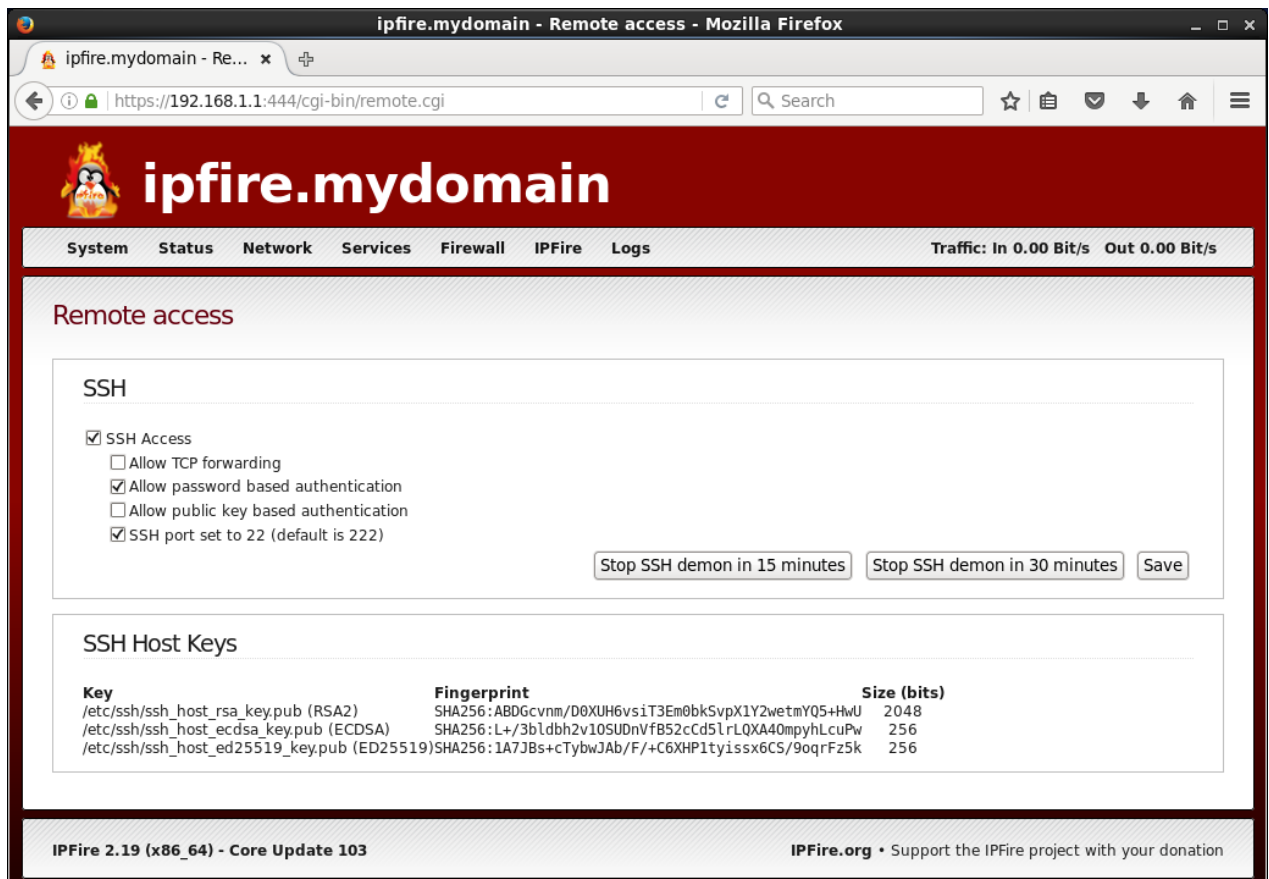 ipfire.mydomain - Remote access - Mozilla Firefox
ipfire.mydomain - Re...
https://192.168.1.1:444/cgi-bin/remote.cgi Search
ipfire.mydomain
System Status Network Services Firewall IPFire Logs Traffic: In 0.00 Bit/s Out 0.00 Bit/s
Remote access
SSH
SSH Access
Allow TCP forwarding
Allow password based authentication
Allow public key based authentication
SSH port set to 22 (default is 222)
Stop SSH demon in 15 minutes Stop SSH demon in 30 minutes Save
SSH Host Keys
Key Fingerprint Size (bits)
/etc/ssh/ssh_host_rsa_key.pub (RSA2) SHA256:ABDGcvnm/D0XUH6vsiT3Em0bkSvpX1Y2wetmYQ5+HwU 2048
/etc/ssh/ssh_host_ecdsa_key.pub (ECDSA) SHA256:L+/3bldbh2v1OSUDnVfB52cCd5lrLQXA4OmpyhLcuPw 256
/etc/ssh/ssh_host_ed25519_key.pub (ED25519) SHA256:1A7JBs+cTybwJAb/F/+C6XHP1tyissx6CS/9oqrFz5k 256
IPFire 2.19 (x86_64) - Core Update 103 IPFire.org • Support the IPFire project with your donation